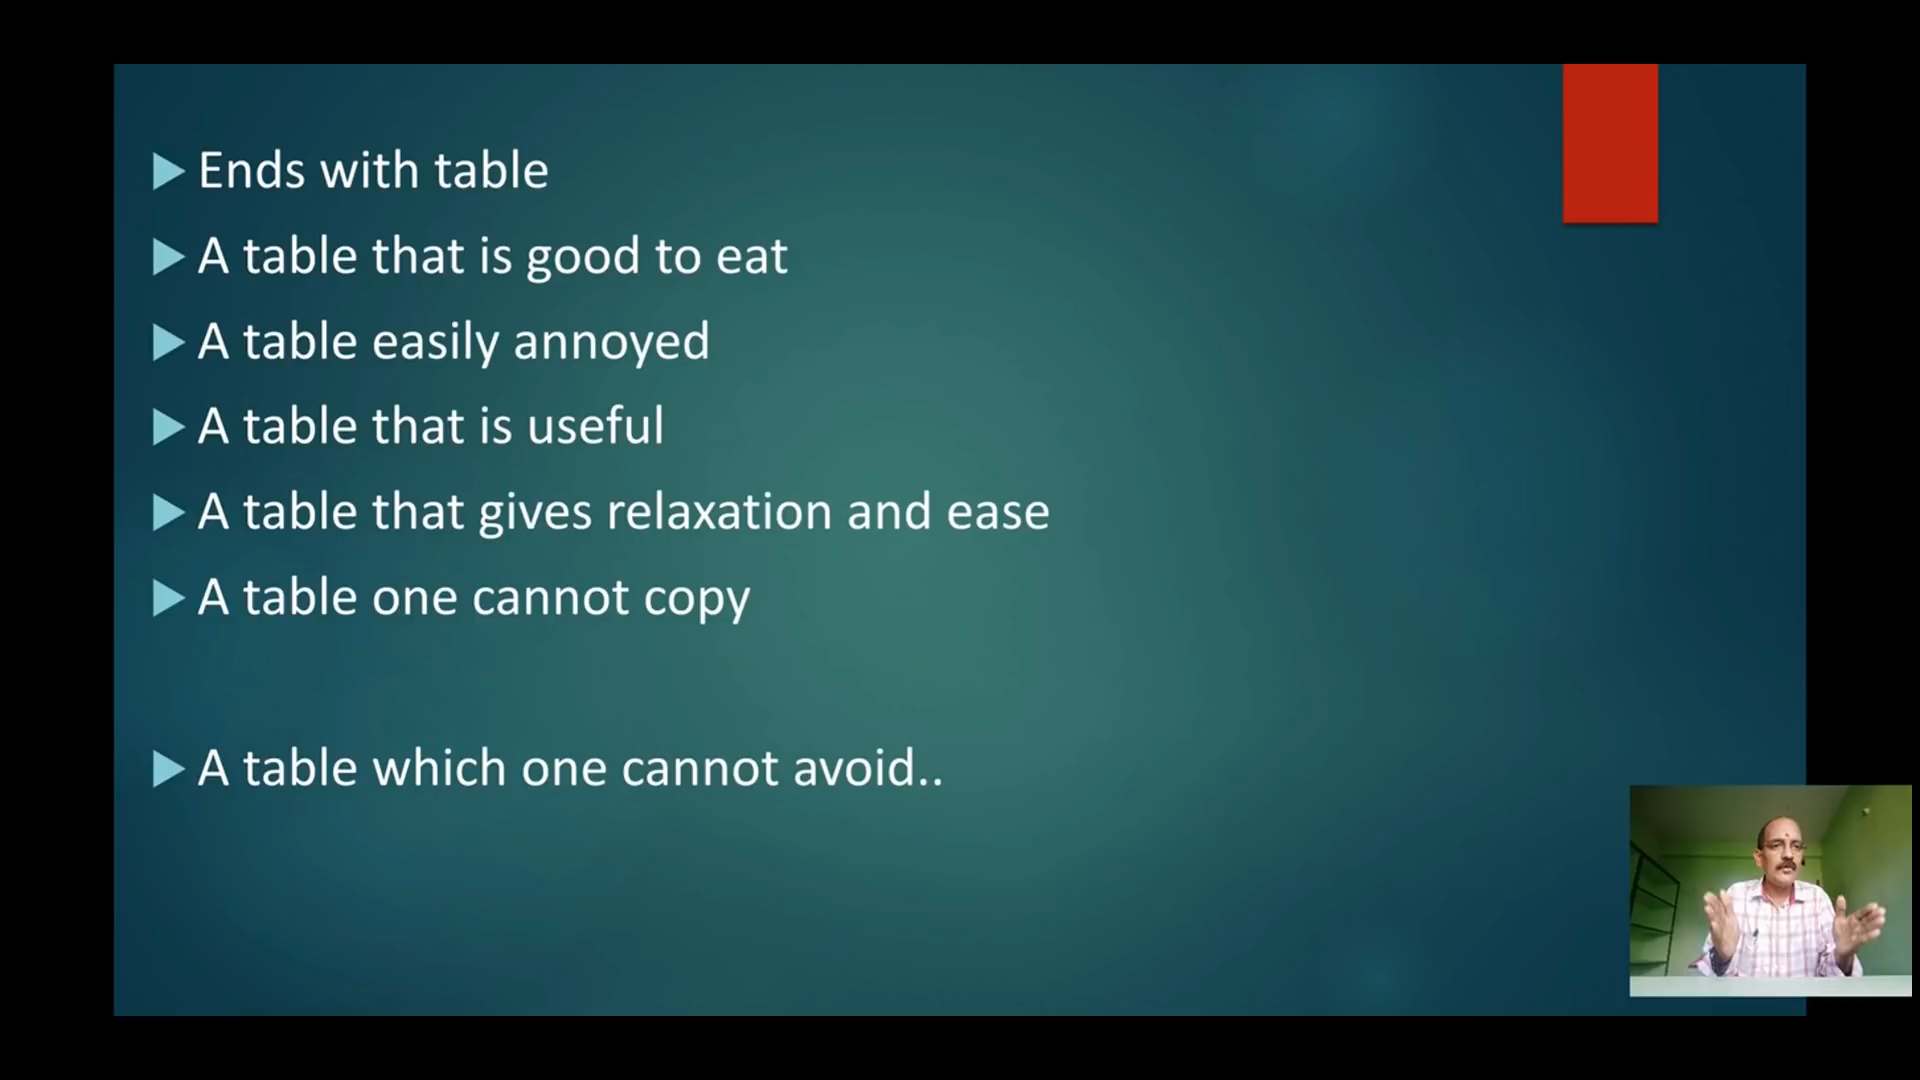 Ends with table
A table that is good to eat
A table easily annoyed
A table that is useful
A table that gives relaxation and ease
A table one cannot copy
A table which one cannot avoid..